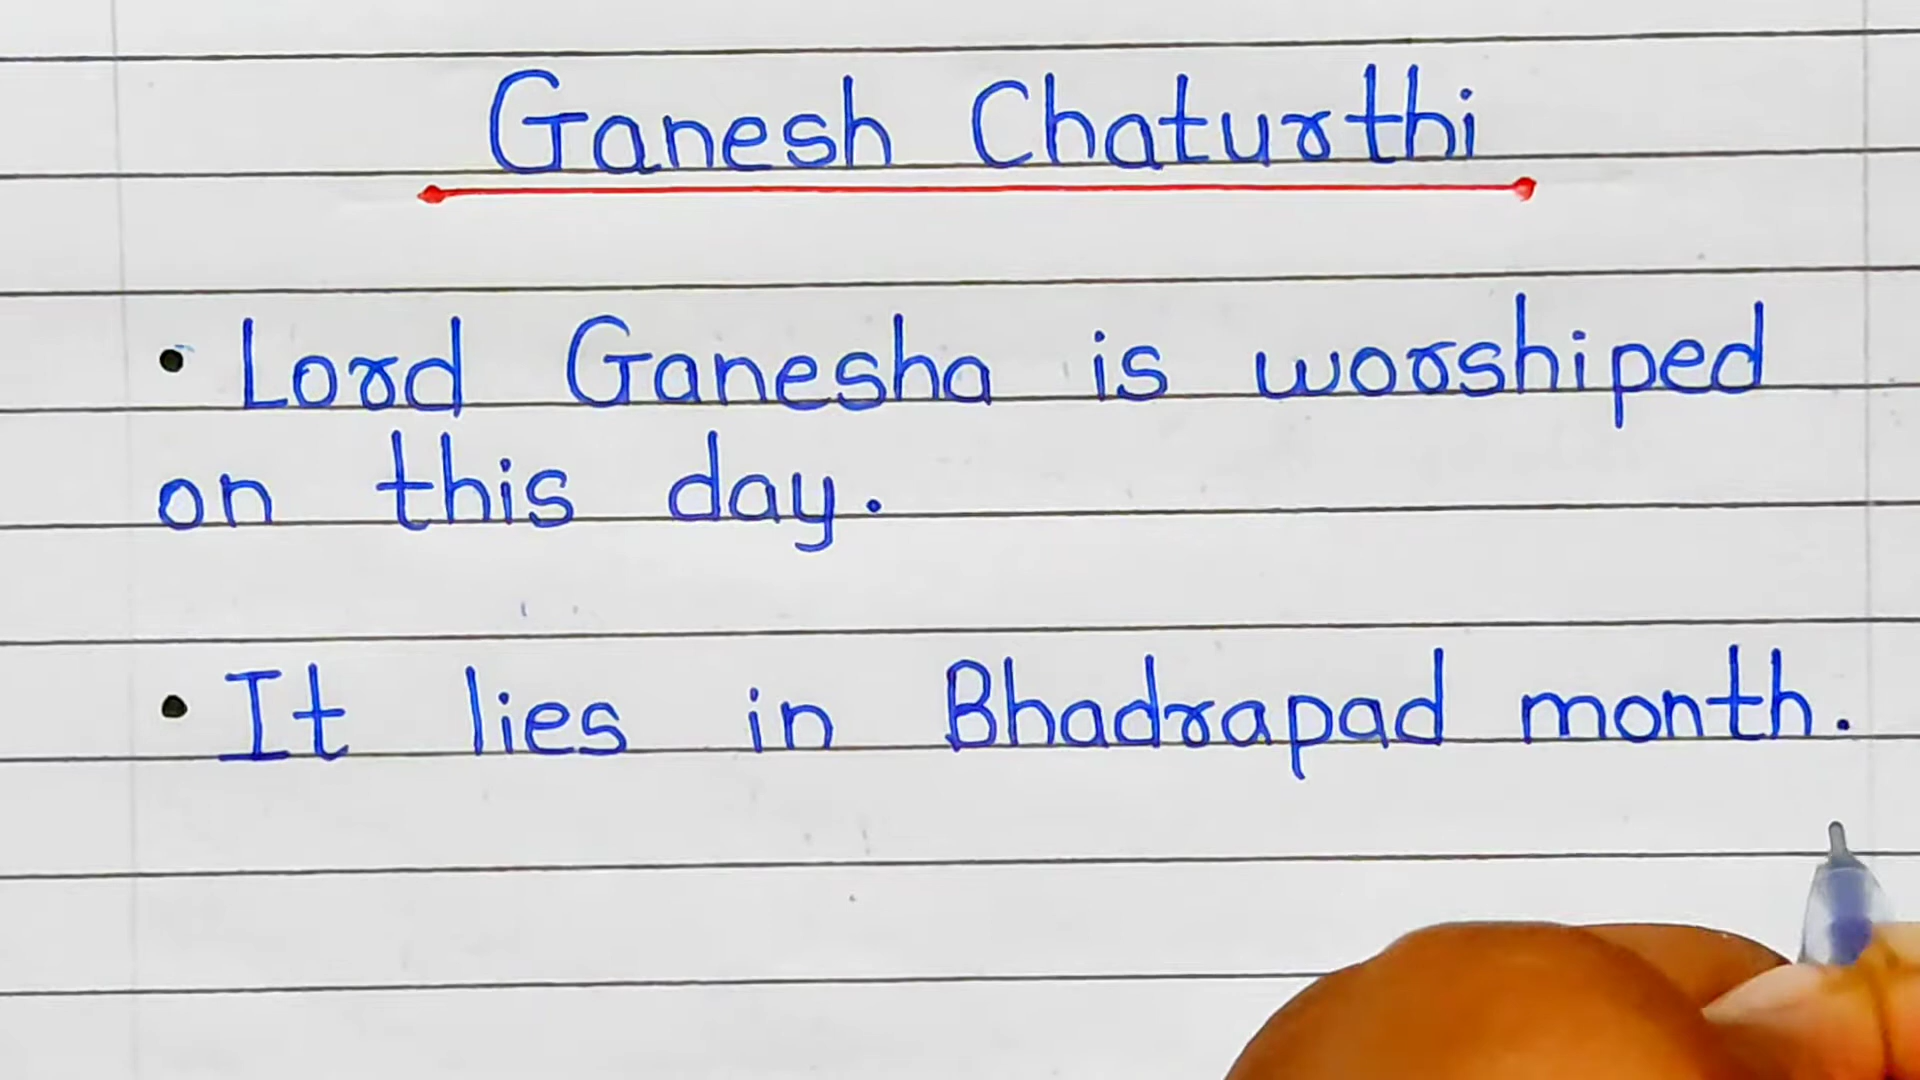 Ganesh Chaturthi
• Lord Ganesha is worshiped
on this day.
• It lies in Bhadrapad month.